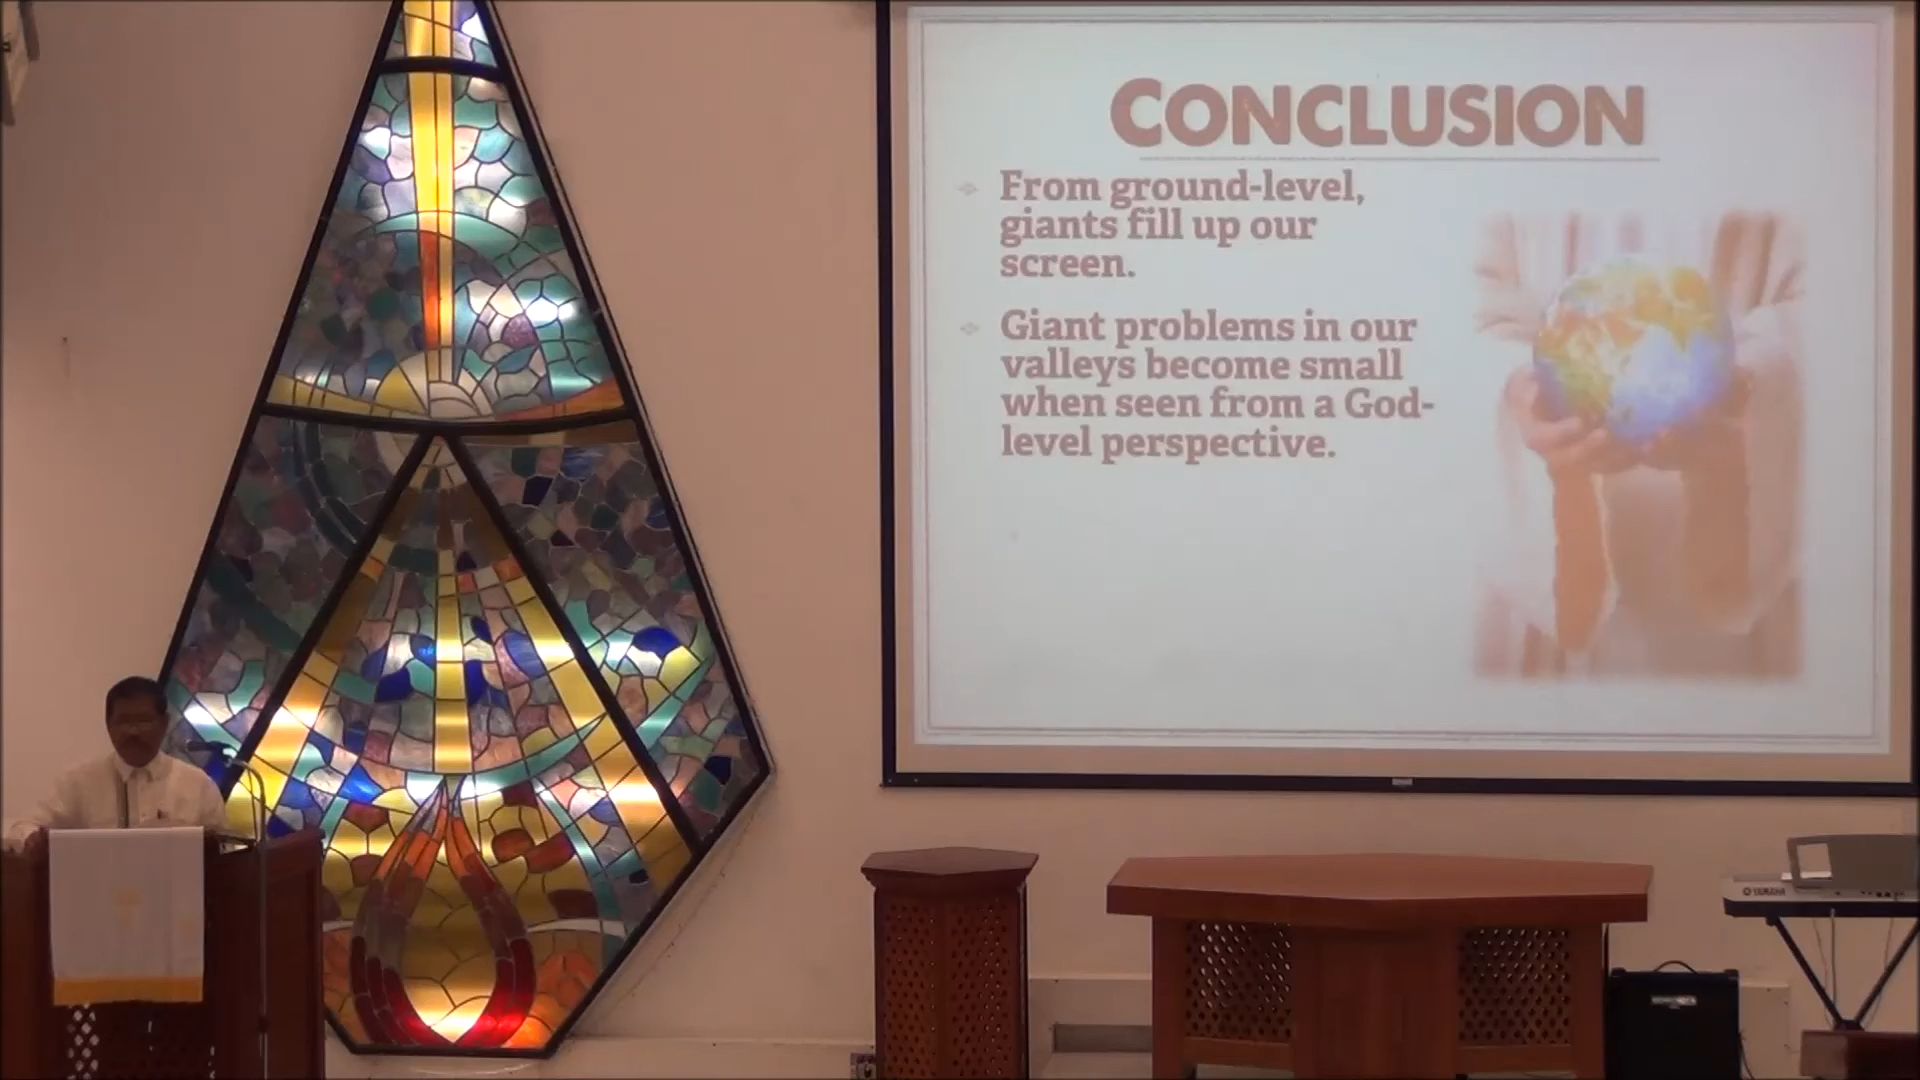 CONCLUSION
From ground-level,
giants fill up our
screen.
Giant problems in our
valleys become small
when seen from a God-
level perspective.
YAMAHA